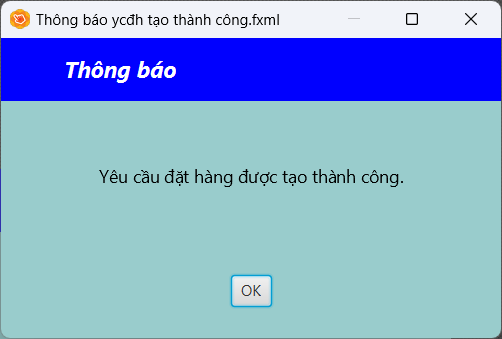 Thông báo ycđh tạo thành công.fxml
Thông báo
Yêu cầu đặt hàng được tạo thành công.
OK